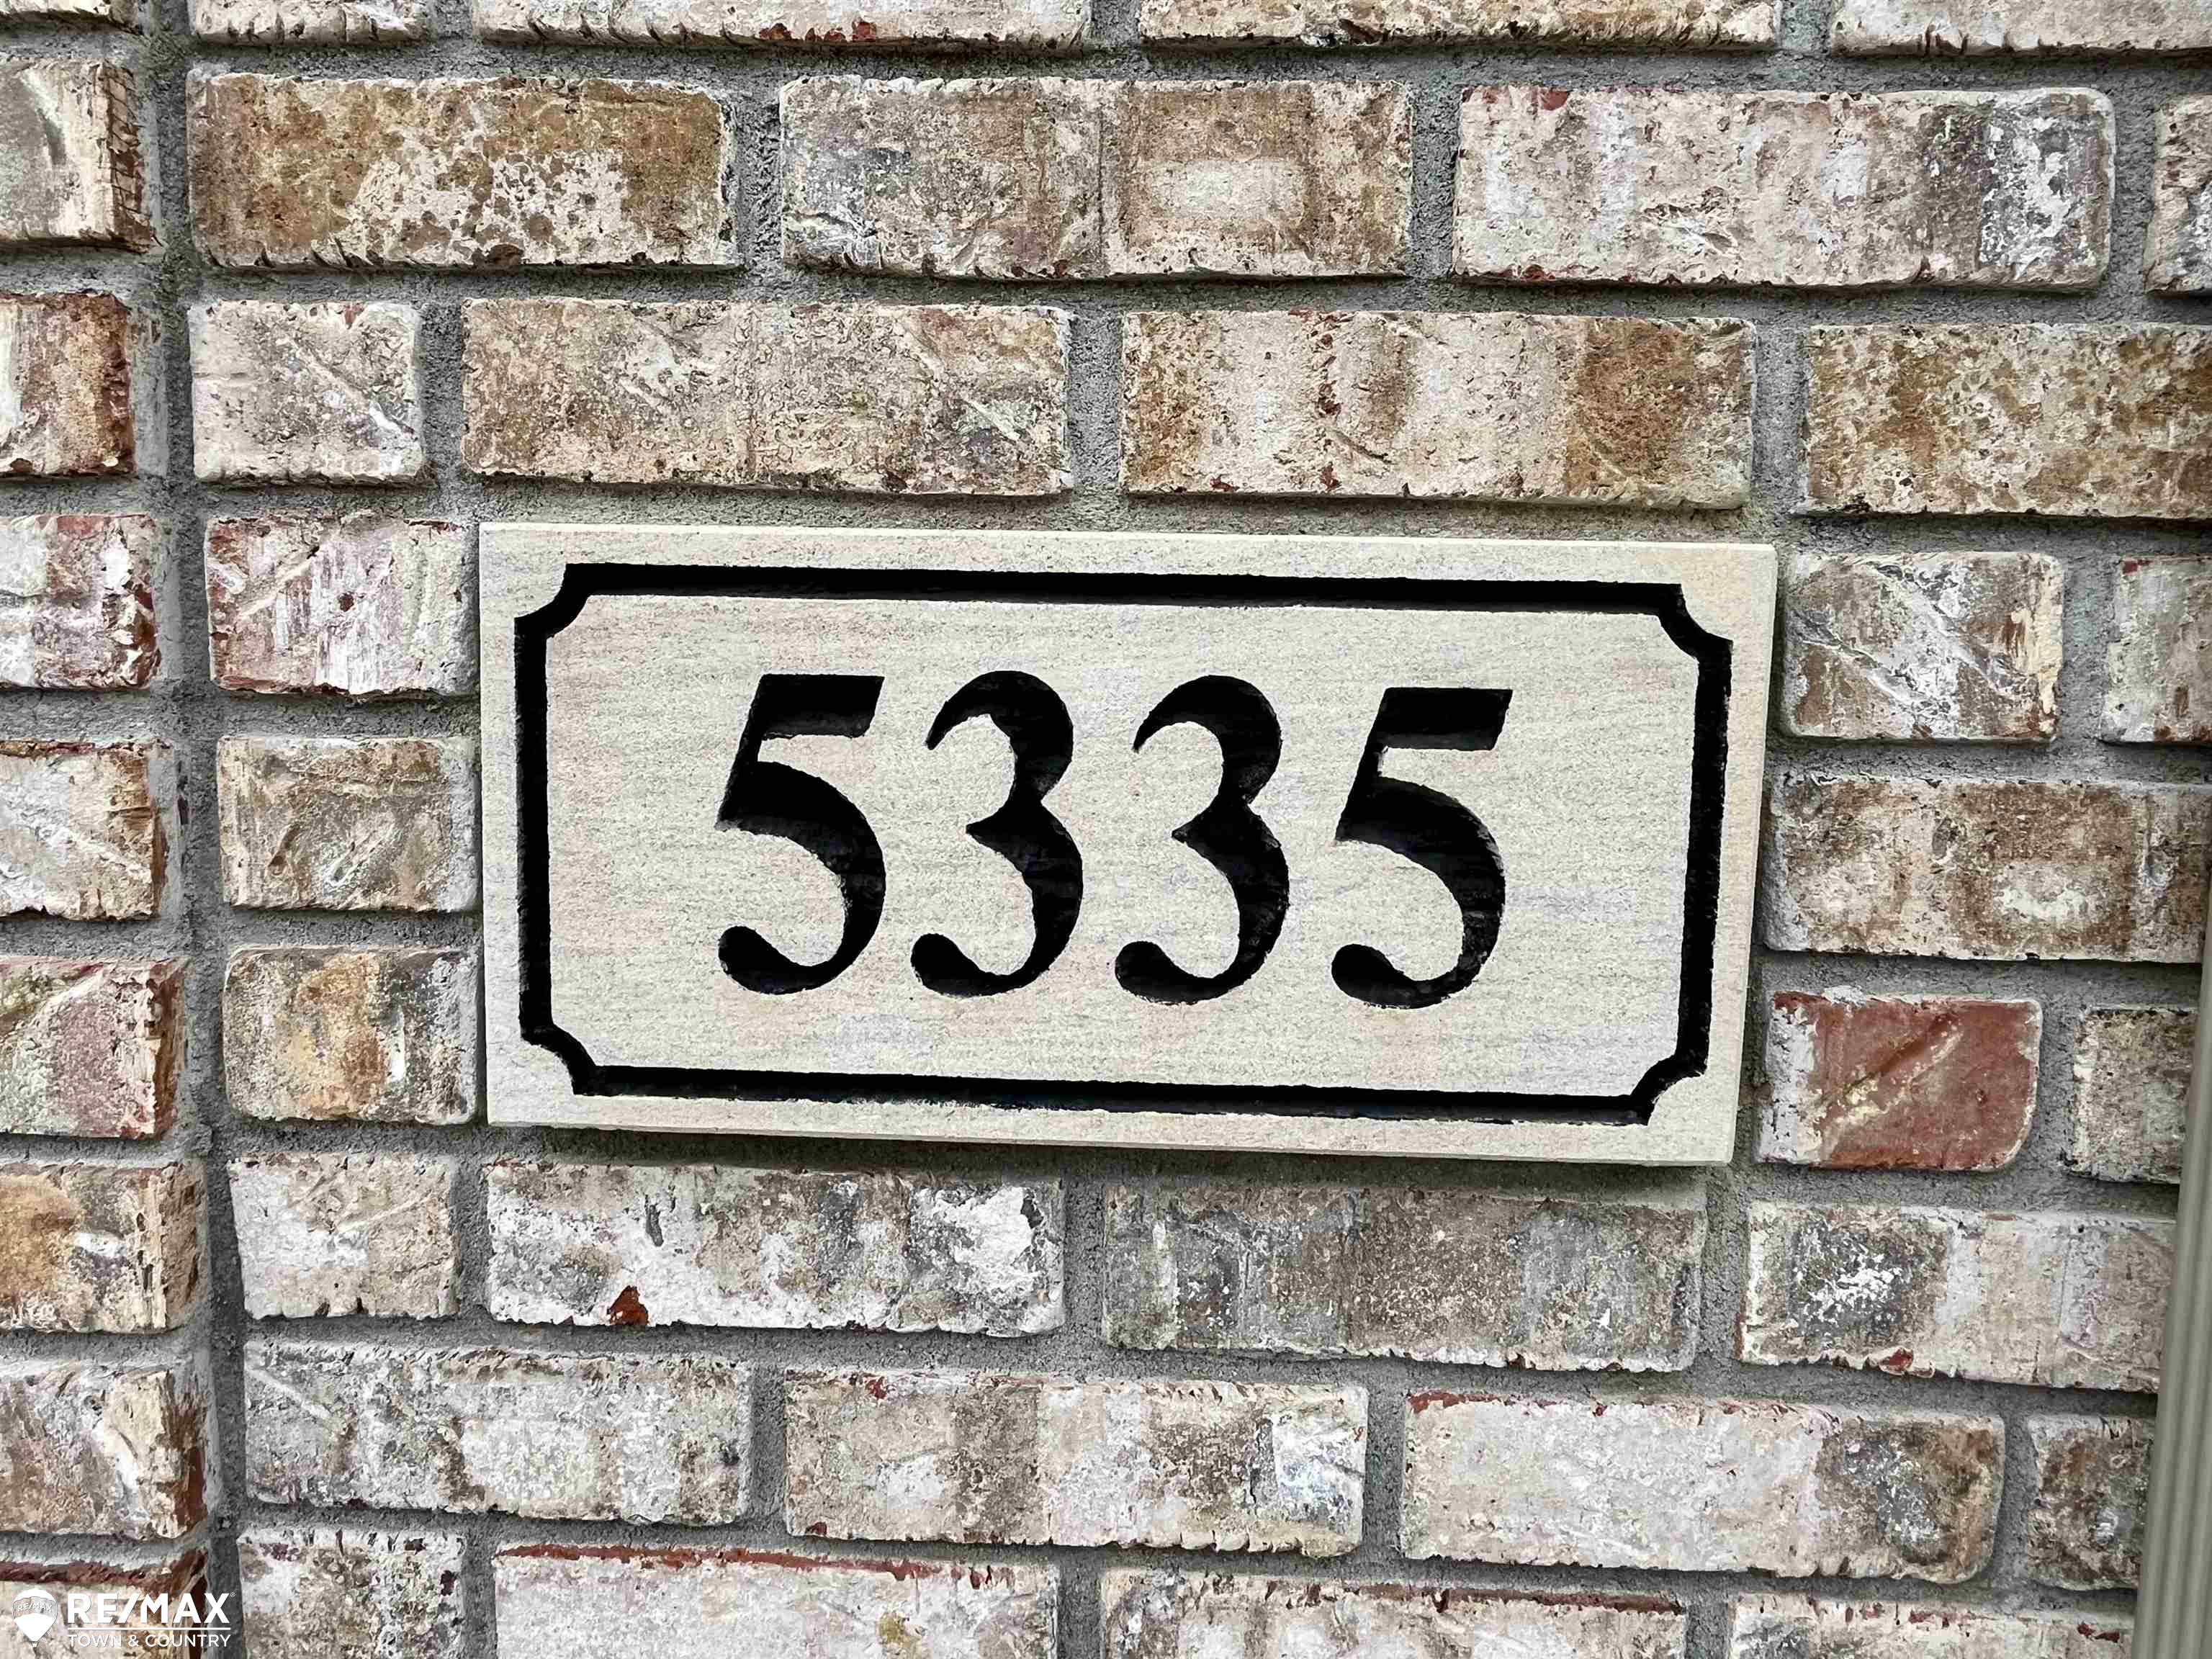 5335
RE/MAX
TOWN & COUNTRY